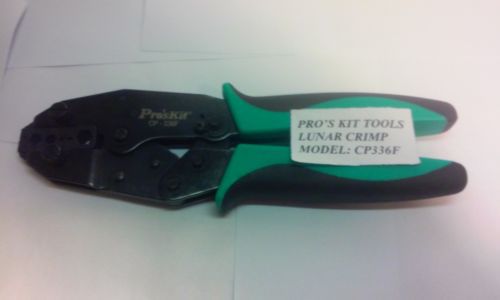 Pro'sKit
PRO'S KIT TOOLS
LUNAR CRIMP
MODEL: CP336F